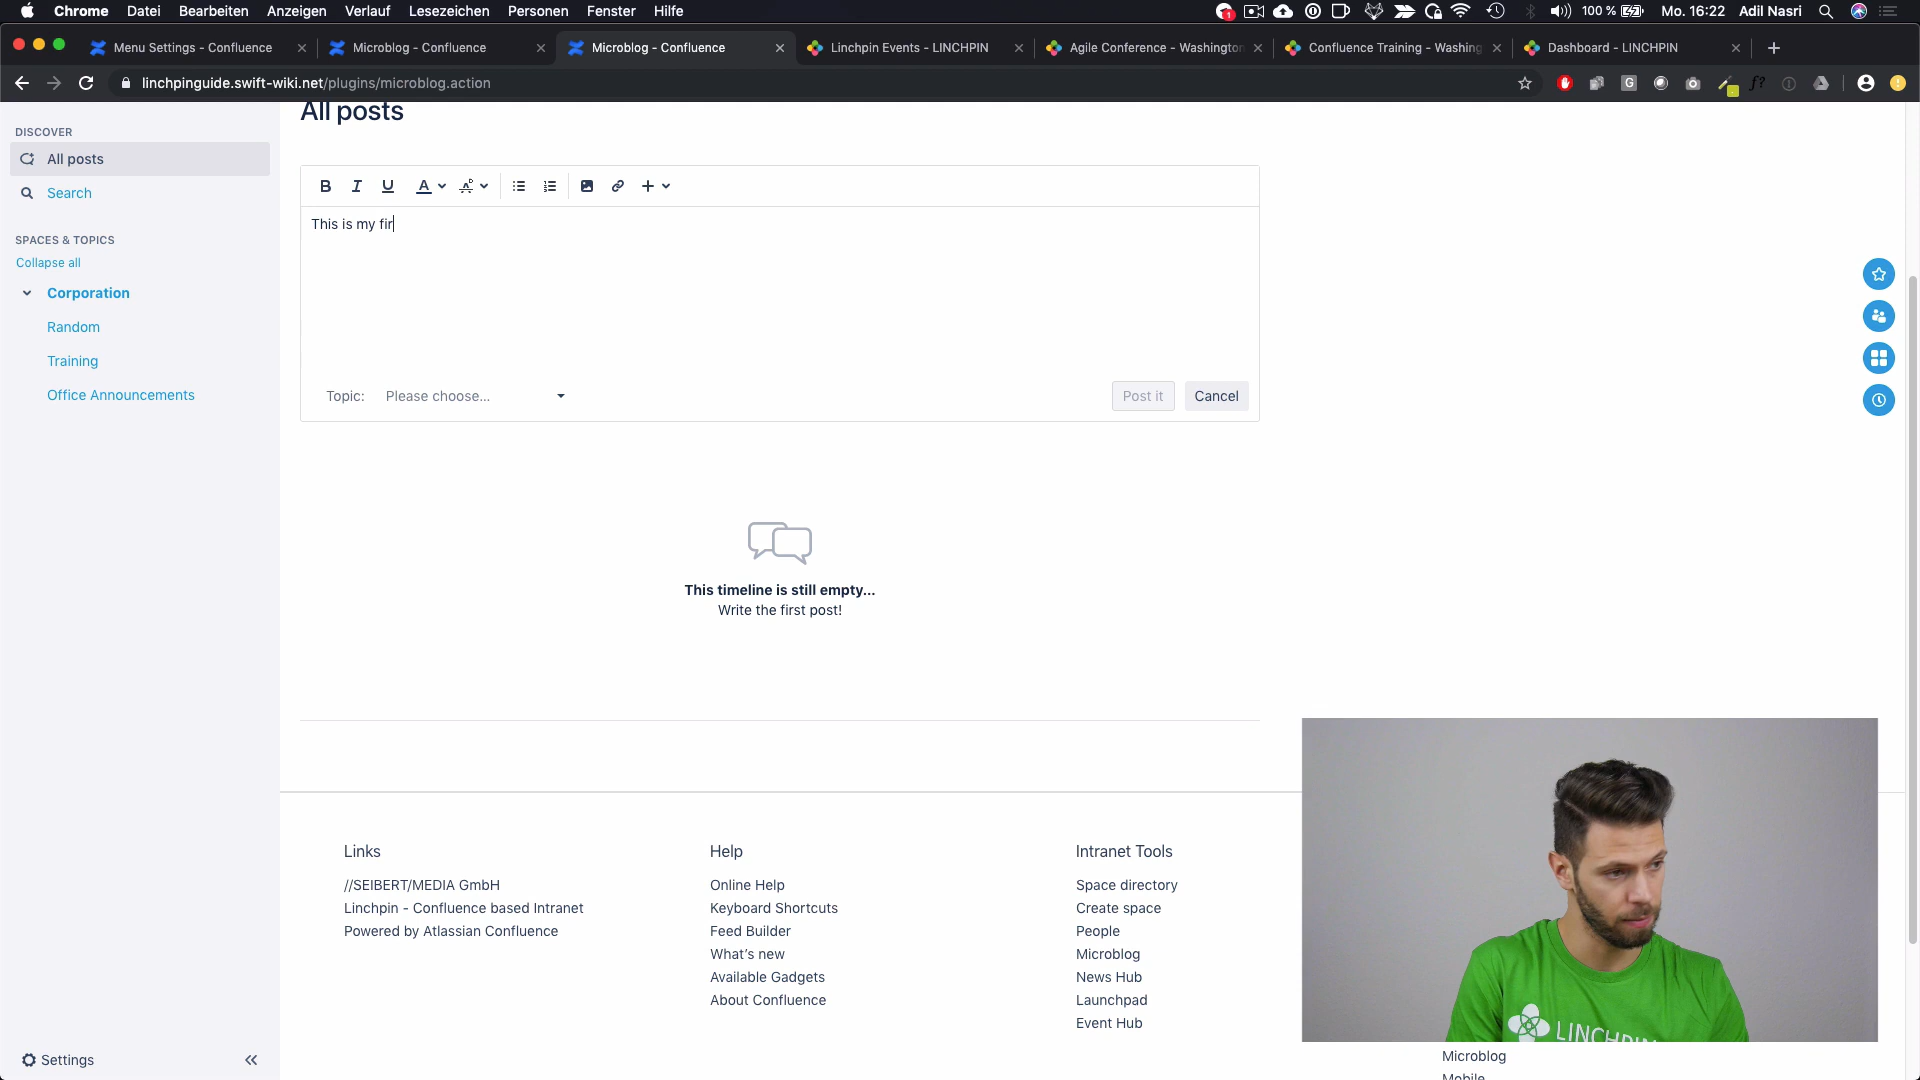 Chrome Datei Bearbeiten Anzeigen Verlauf Lesezeichen Personen Fenster Hilfe 1 100 % Mo. 16:22 Adil Nasri
Menu Settings - Confluence Microblog - Confluence Microblog - Confluence Linchpin Events - LINCHPIN Agile Conference - Washington Confluence Training - Washing Dashboard - LINCHPIN
linchpinguide.swift-wiki.net/plugins/microblog.action
All posts
DISCOVER
All posts
Search
SPACES & TOPICS
Collapse all
Corporation
Random
Training
Office Announcements
B I U A
This is my fir
Topic: Please choose... Post it Cancel
This timeline is still empty...
Write the first post!
Links
//SEIBERT/MEDIA GmbH
Linchpin - Confluence based Intranet
Powered by Atlassian Confluence
Help
Online Help
Keyboard Shortcuts
Feed Builder
What's new
Available Gadgets
About Confluence
Intranet Tools
Space directory
Create space
People
Microblog
News Hub
Launchpad
Event Hub
LINCHPIN
Microblog
Mobile
Settings